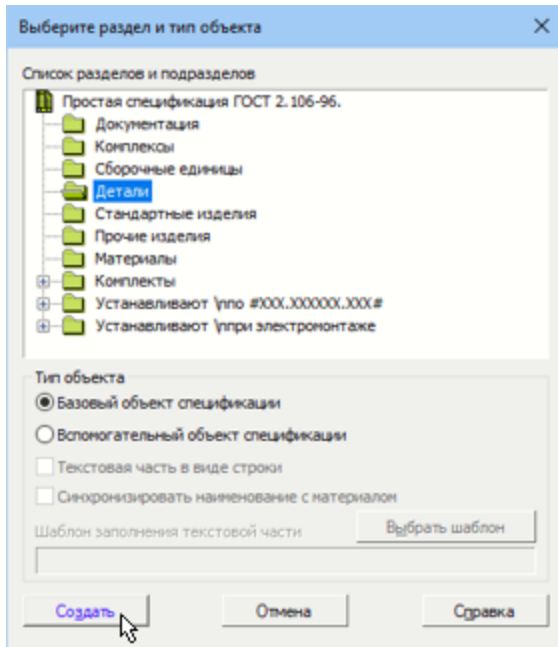 Выберите раздел и тип объекта
Список разделов и подразделов
Простая спецификация ГОСТ 2.106-96.
Документация
Комплексы
Сборочные единицы
Детали
Стандартные изделия
Прочие изделия
Материалы
Комплекты
Устанавливают \nпо #XXX.XXXXXX.XXX#
Устанавливают \nпри электромонтаже
Тип объекта
Базовый объект спецификации
Вспомогательный объект спецификации
Текстовая часть в виде строки
Синхронизировать наименование с материалом
Шаблон заполнения текстовой части
Выбрать шаблон
Создать Отмена Справка